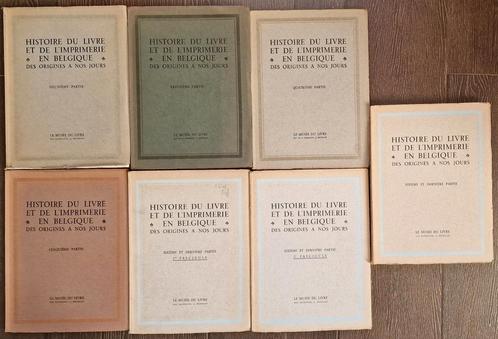 HISTOIRE DU LIVRE
ET DE L'IMPRIMERIE
EN BELGIQUE
DES ORIGINES A NOS JOURS
DEUXIÈME PARTIE
LE MUSÉE DU LIVRE
HISTOIRE DU LIVRE
ET DE L'IMPRIMERIE
EN BELGIQUE
DES ORIGINES A NOS JOURS
TROISIÈME PARTIE
LE MUSÉE DU LIVRE
HISTOIRE DU LIVRE
ET DE L'IMPRIMERIE
EN BELGIQUE
DES ORIGINES A NOS JOURS
QUATRIÈME PARTIE
LE MUSÉE DU LIVRE
HISTOIRE DU LIVRE
ET DE L'IMPRIMERIE
EN BELGIQUE
DES ORIGINES A NOS JOURS
SIXIÈME ET DERNIÈRE PARTIE
LE MUSÉE DU LIVRE
HISTOIRE DU LIVRE
ET DE L'IMPRIMERIE
EN BELGIQUE
DES ORIGINES A NOS JOURS
CINQUIÈME PARTIE
LE MUSÉE DU LIVRE
HISTOIRE DU LIVRE
ET DE L'IMPRIMERIE
EN BELGIQUE
DES ORIGINES A NOS JOURS
SIXIÈME ET DERNIÈRE PARTIE
FASCICULE
LE MUSÉE DU LIVRE
HISTOIRE DU LIVRE
ET DE L'IMPRIMERIE
EN BELGIQUE
DES ORIGINES A NOS JOURS
SIXIÈME ET DERNIÈRE PARTIE
FASCICULE
LE MUSÉE DU LIVRE